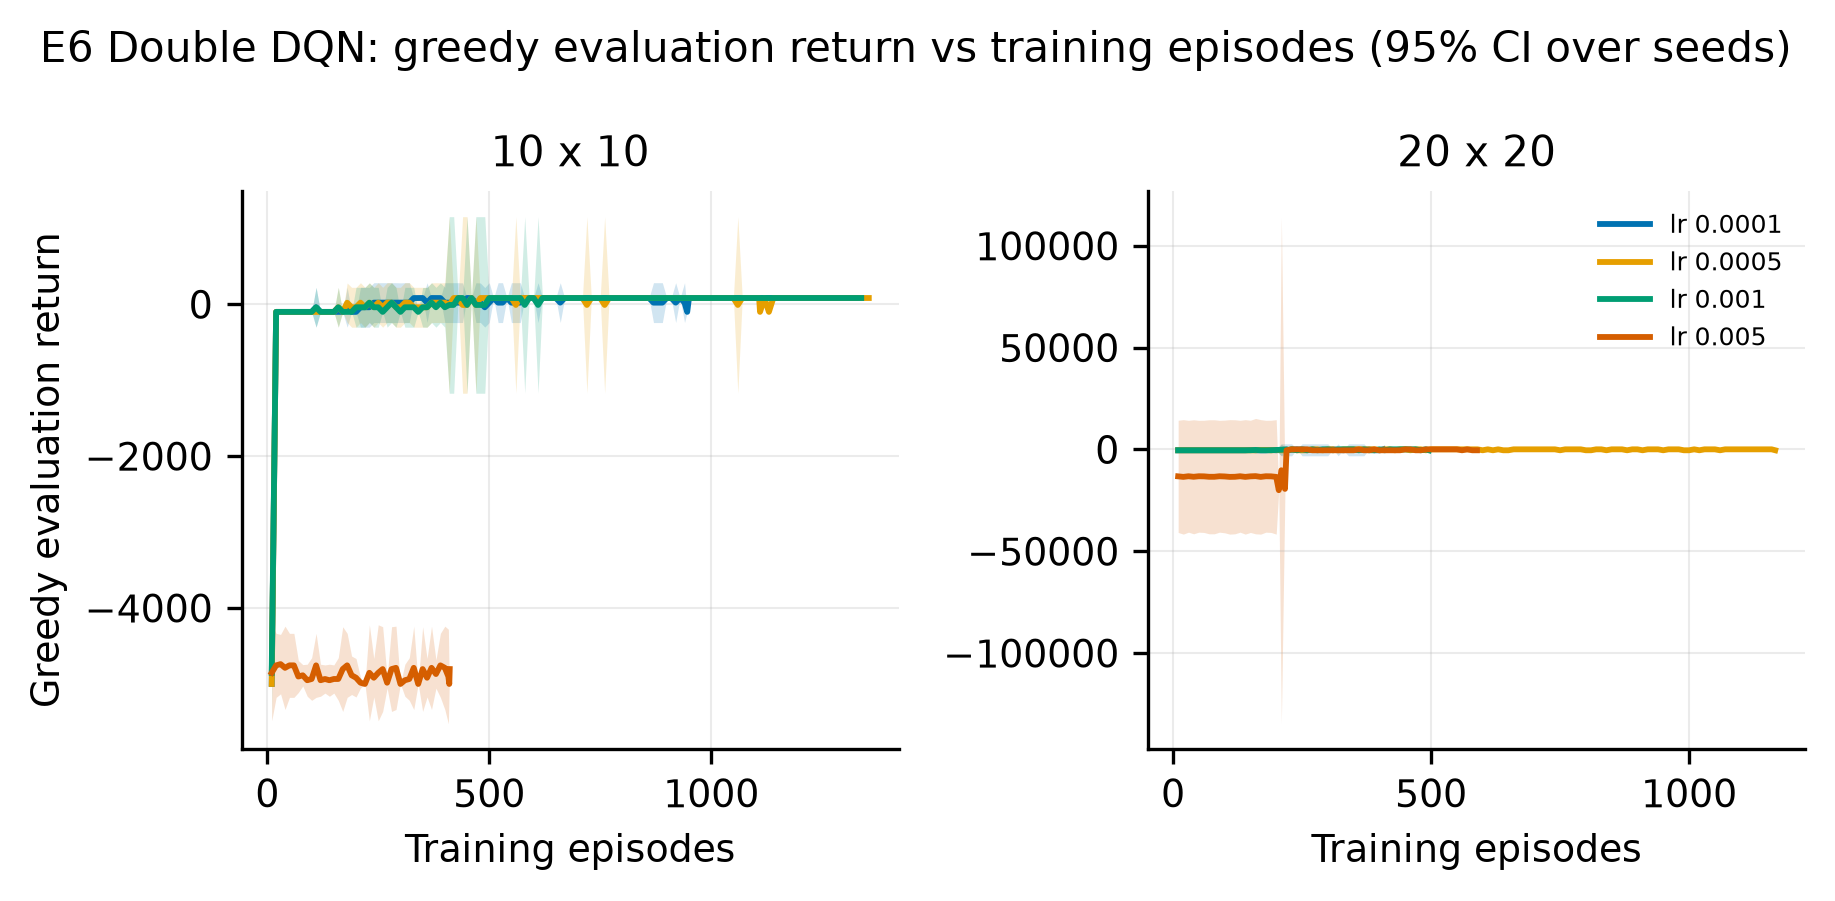 E6 Double DQN: greedy evaluation return vs training episodes (95% CI over seeds)
10 x 10
Greedy evaluation return
0
−2000
−4000
0
500
1000
Training episodes
20 x 20
100000
50000
0
−50000
−100000
lr 0.0001
lr 0.0005
lr 0.001
lr 0.005
0
500
1000
Training episodes